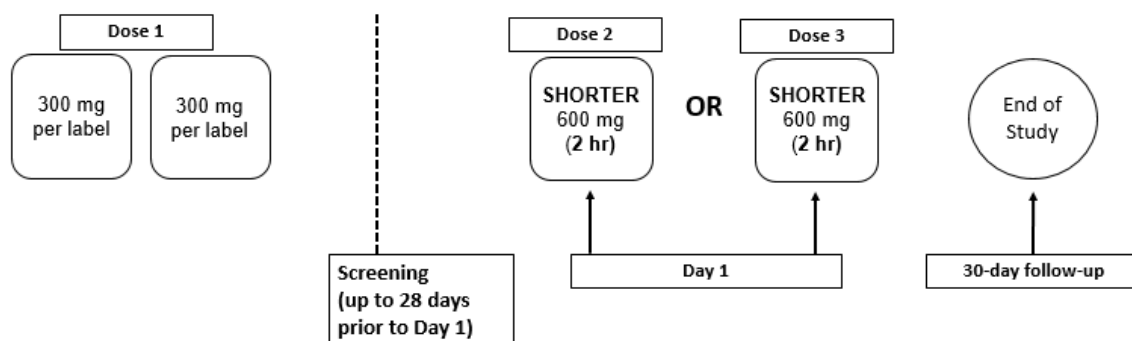 Dose 1
300 mg
per label
300 mg
per label
Dose 2
SHORTER
600 mg
(2 hr)
OR
Dose 3
SHORTER
600 mg
(2 hr)
End of
Study
Screening
(up to 28 days
prior to Day 1)
Day 1
30-day follow-up